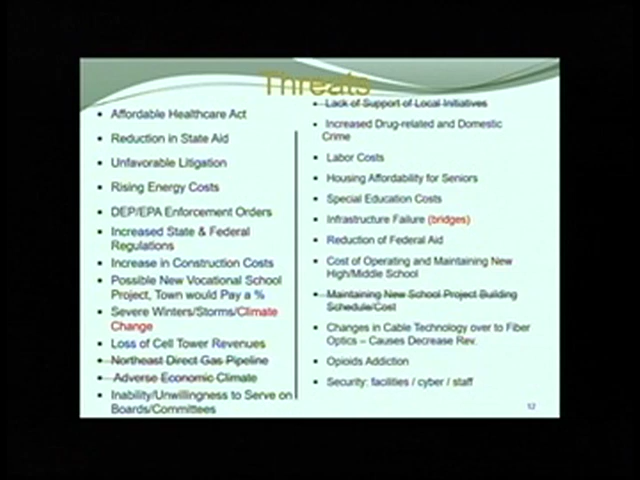 Threats
Affordable Healthcare Act
Reduction in State Aid
Unfavorable Litigation
Rising Energy Costs
DEP/EPA Enforcement Orders
Increased State & Federal
Regulations
Increase in Construction Costs
Possible New Vocational School
Project, Town would Pay a %
Severe Winters/Storms/Climate
Change
Loss of Cell Tower Revenues
Northeast Direct Gas Pipeline
Adverse Economic Climate
Inability/Unwillingness to Serve on
Boards/Committees
Lack of Support of Local Initiatives
Increased Drug-related and Domestic
Crime
Labor Costs
Housing Affordability for Seniors
Special Education Costs
Infrastructure Failure (bridges)
Reduction of Federal Aid
Cost of Operating and Maintaining New
High/Middle School
Maintaining New School Project Building
Schedule/Cost
Changes in Cable Technology over to Fiber
Optics – Causes Decrease Rev.
Opioids Addiction
Security: facilities / cyber / staff
12